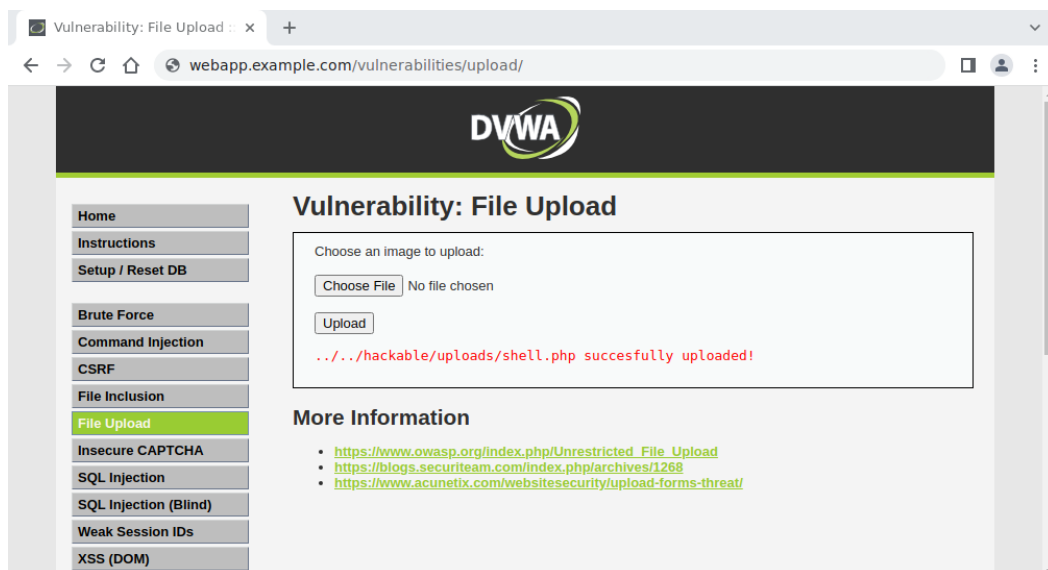 Vulnerability: File Upload ::
webapp.example.com/vulnerabilities/upload/
DVWA
Home
Instructions
Setup / Reset DB
Brute Force
Command Injection
CSRF
File Inclusion
File Upload
Insecure CAPTCHA
SQL Injection
SQL Injection (Blind)
Weak Session IDs
XSS (DOM)
Vulnerability: File Upload
Choose an image to upload:
Choose File No file chosen
Upload
../../hackable/uploads/shell.php succesfully uploaded!
More Information
https://www.owasp.org/index.php/Unrestricted_File_Upload
https://blogs.securiteam.com/index.php/archives/1268
https://www.acunetix.com/websitesecurity/upload-forms-threat/